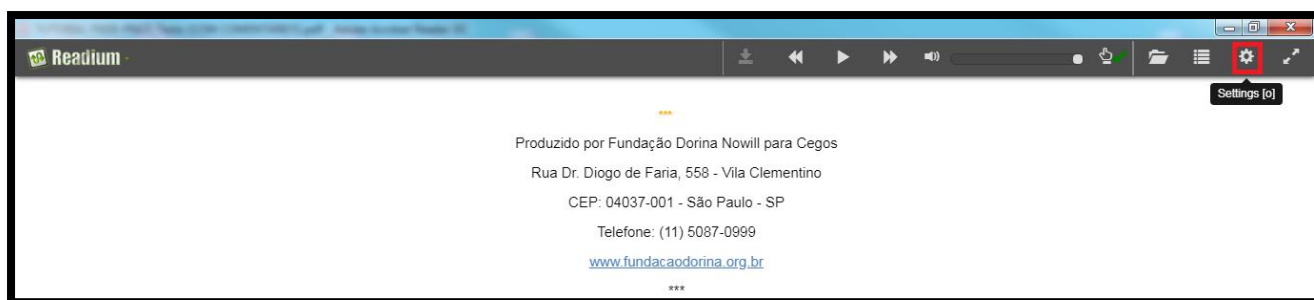 Readium
Settings [o]
***
Produzido por Fundação Dorina Nowill para Cegos
Rua Dr. Diogo de Faria, 558 - Vila Clementino
CEP: 04037-001 - São Paulo - SP
Telefone: (11) 5087-0999
www.fundacaodorina.org.br
***